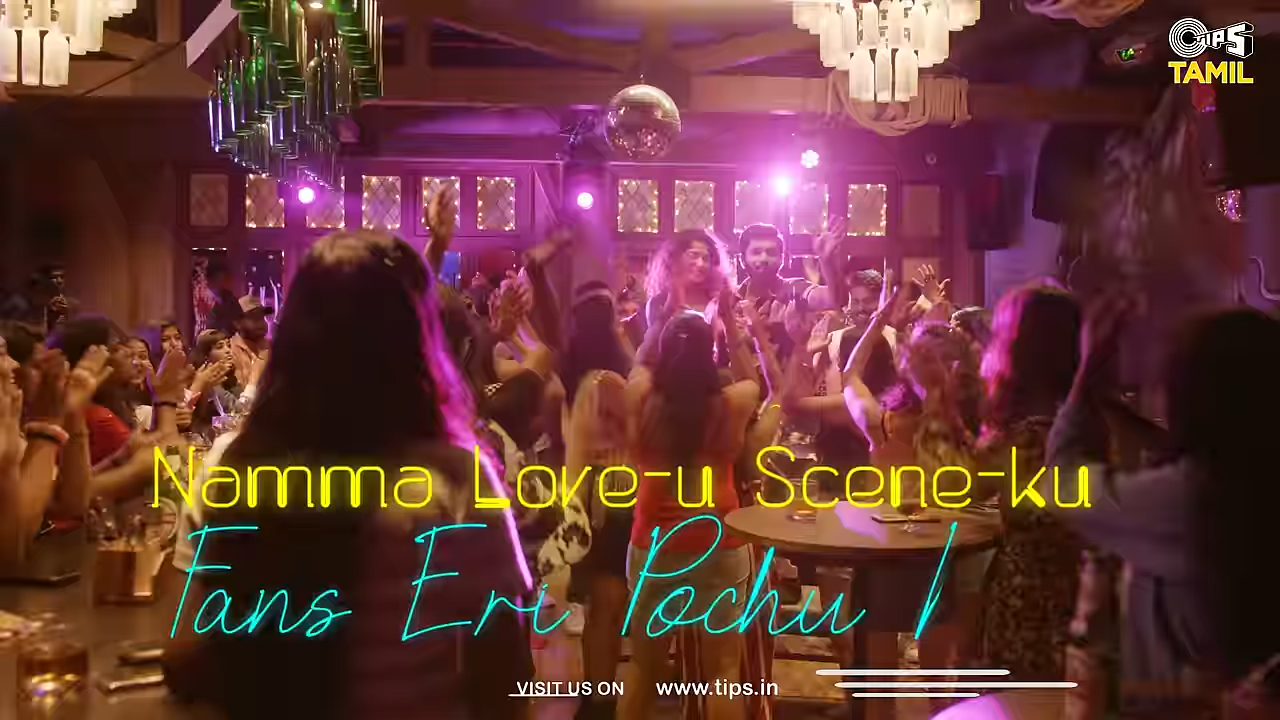 TIPS
TAMIL
Namma Love-u Scene-ku
Fans Eri Pochu I
VISIT US ON www.tips.in